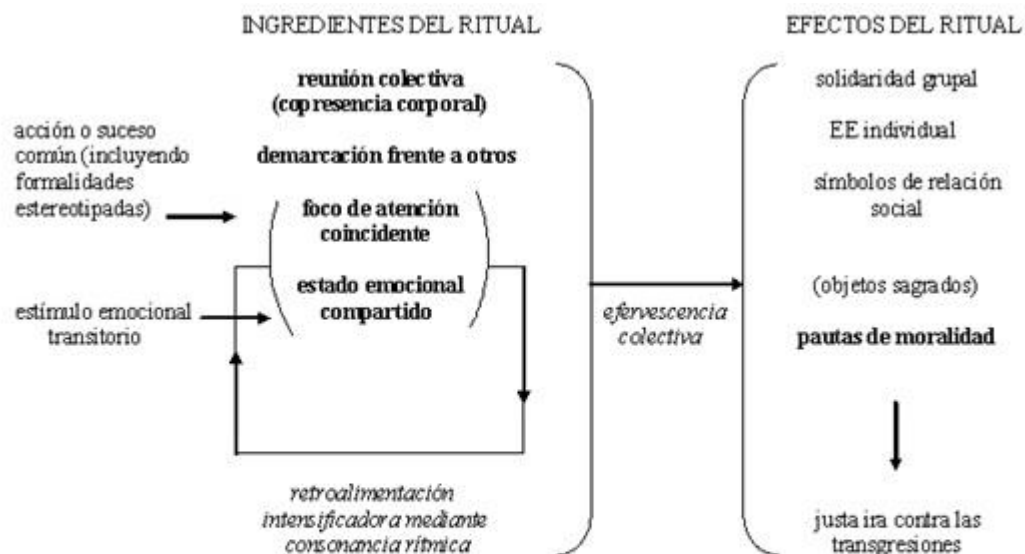 INGREDIENTES DEL RITUAL
reunión colectiva
(copresencia corporal)
acción o suceso
común (incluyendo
formalidades
estereotipadas)
demarcación frente a otros
foco de atención
coincidente
estímulo emocional
transitorio
estado emocional
compartido
retroalimentación
intensificadora mediante
consonancia rítmica
efervescencia
colectiva
EFECTOS DEL RITUAL
solidaridad grupal
EE individual
símbolos de relación
social
(objetos sagrados)
pautas de moralidad
justa ira contra las
transgresiones